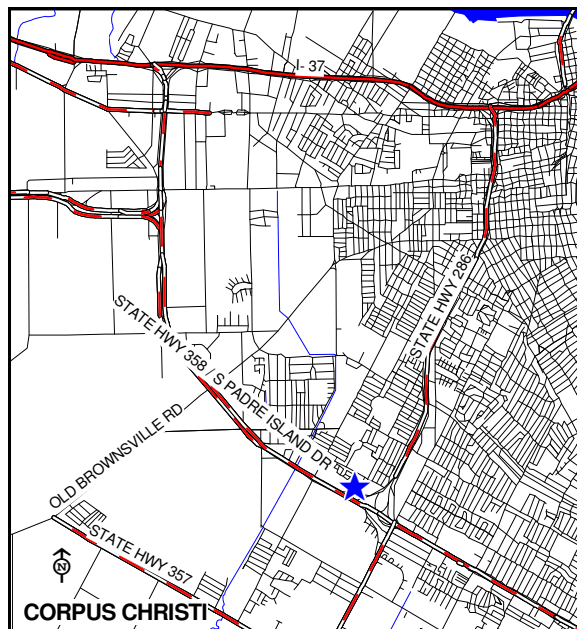 I- 37
STATE HWY 286
STATE HWY 358 / S PADRE ISLAND DR
OLD BROWNSVILLE RD
STATE HWY 357
N
CORPUS CHRISTI